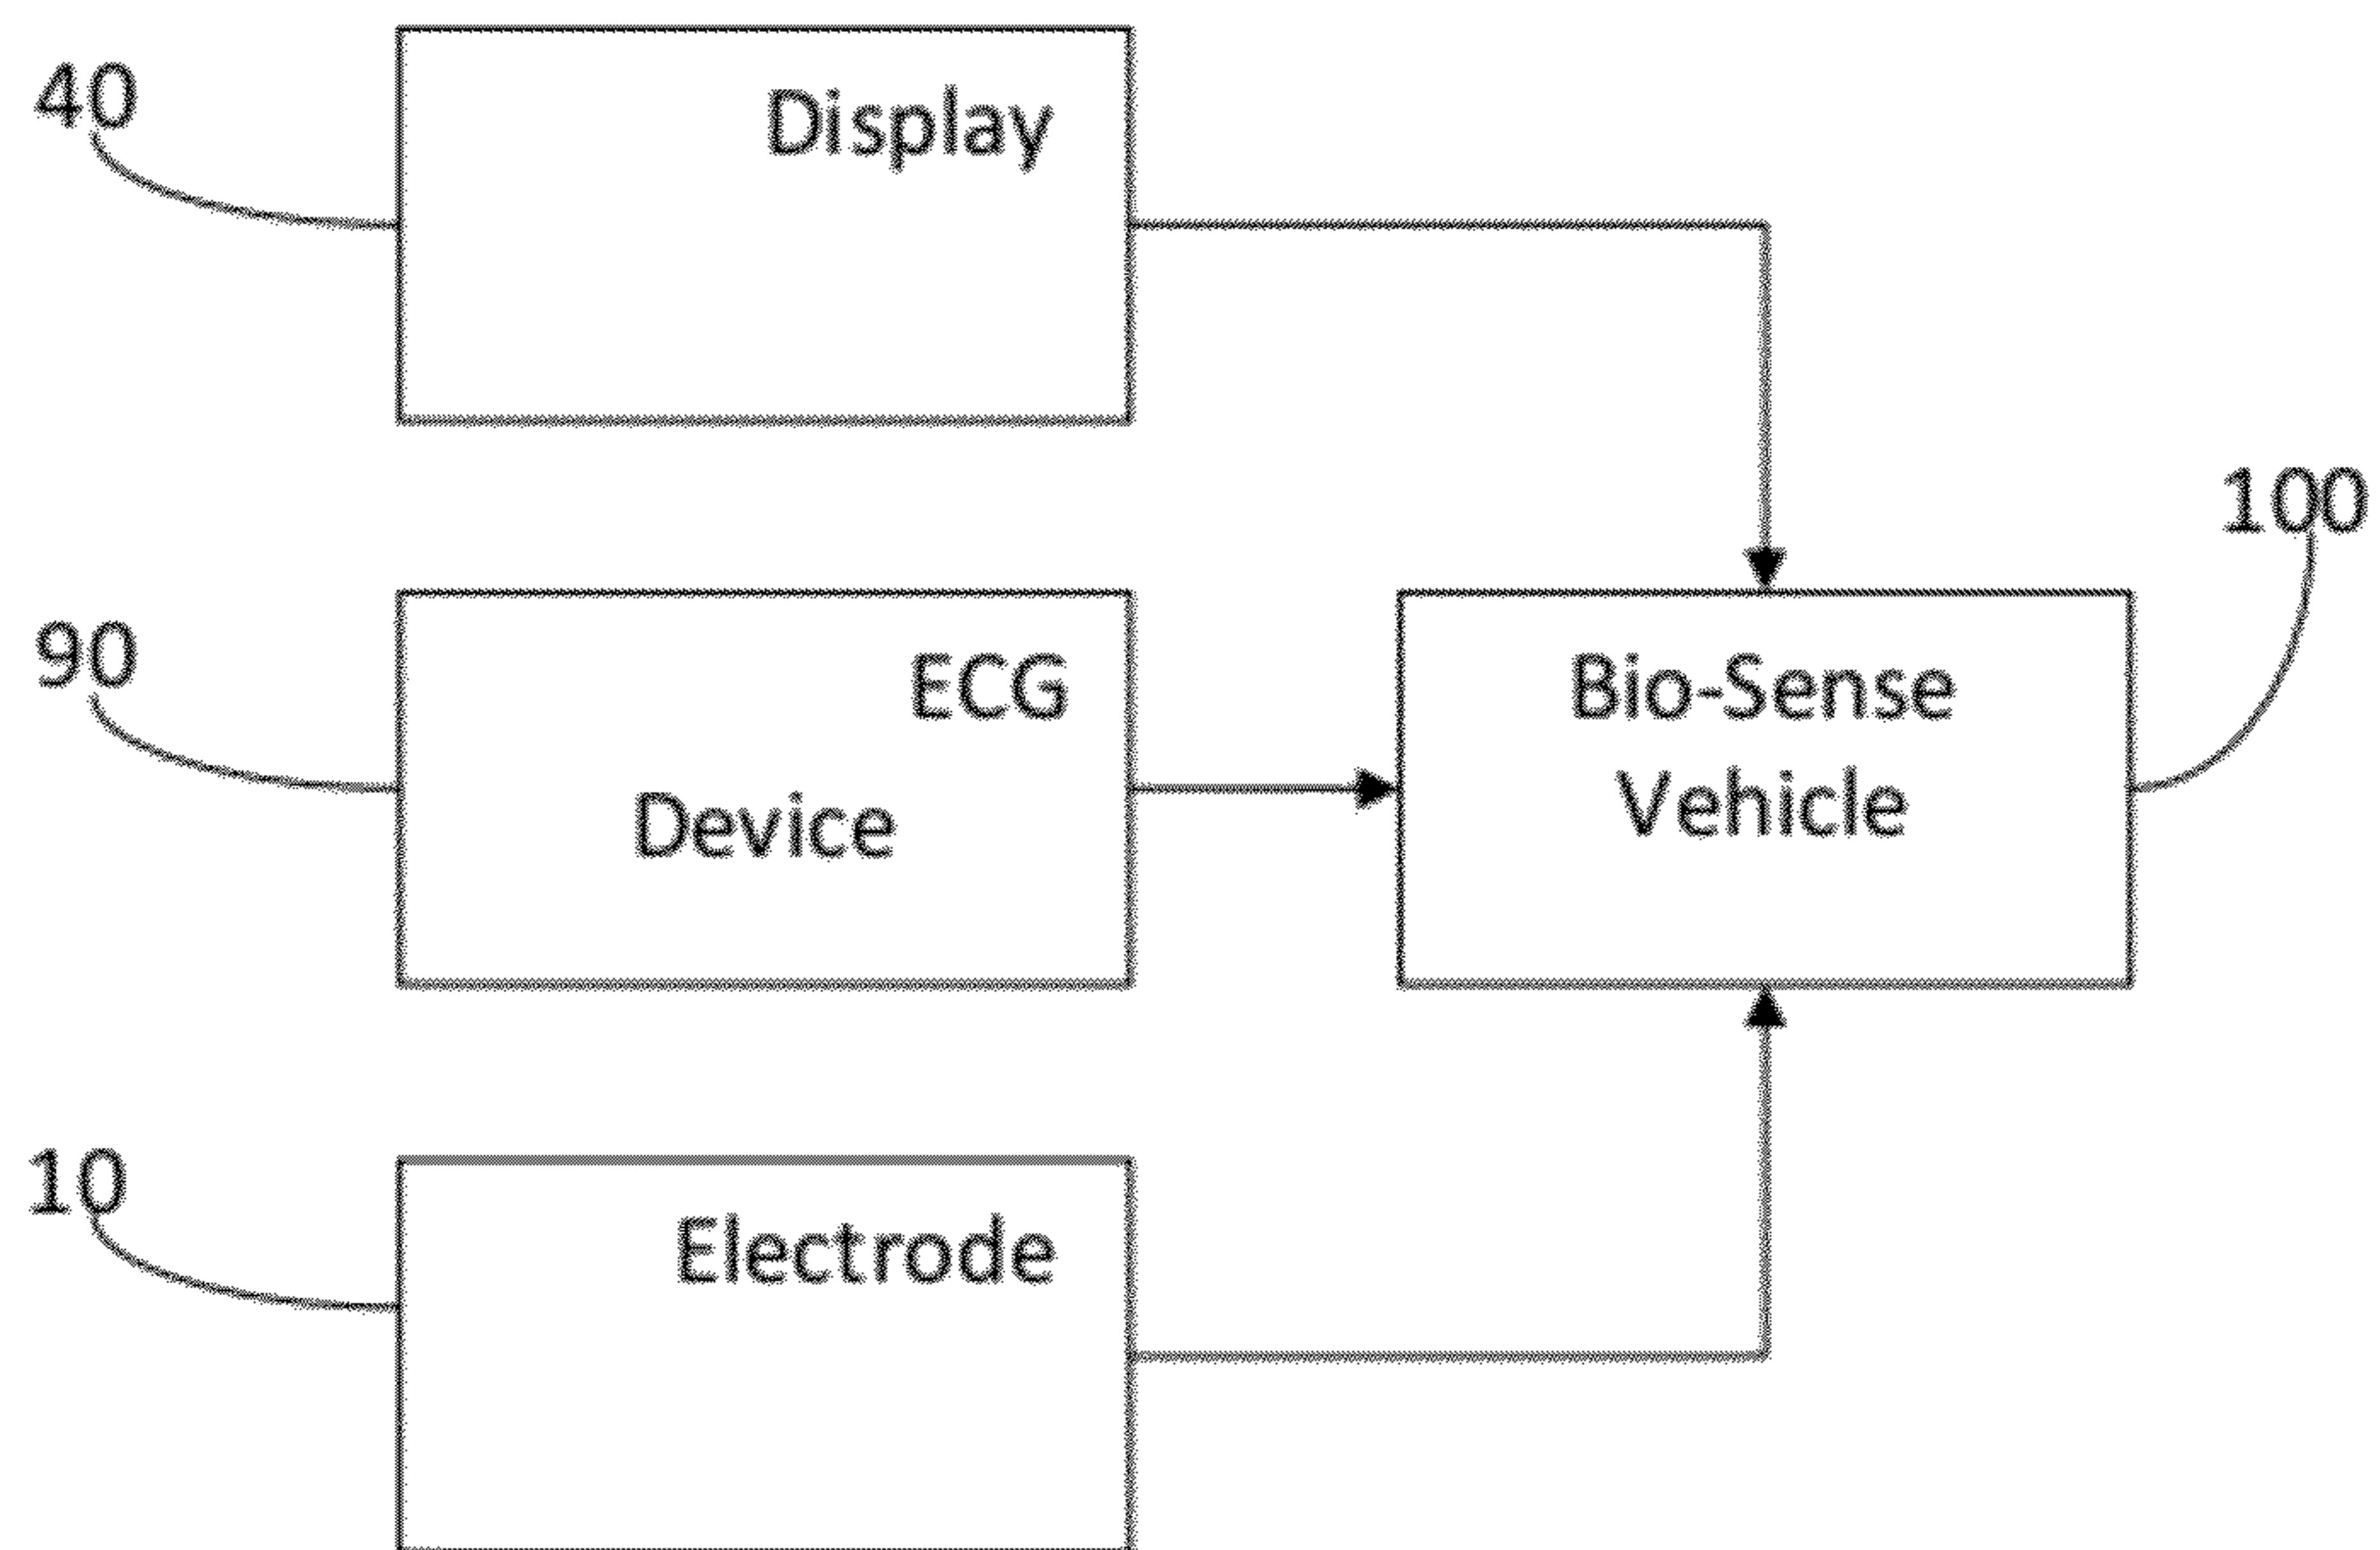 40
Display
100
90
ECG
Device
Bio-Sense
Vehicle
10
Electrode